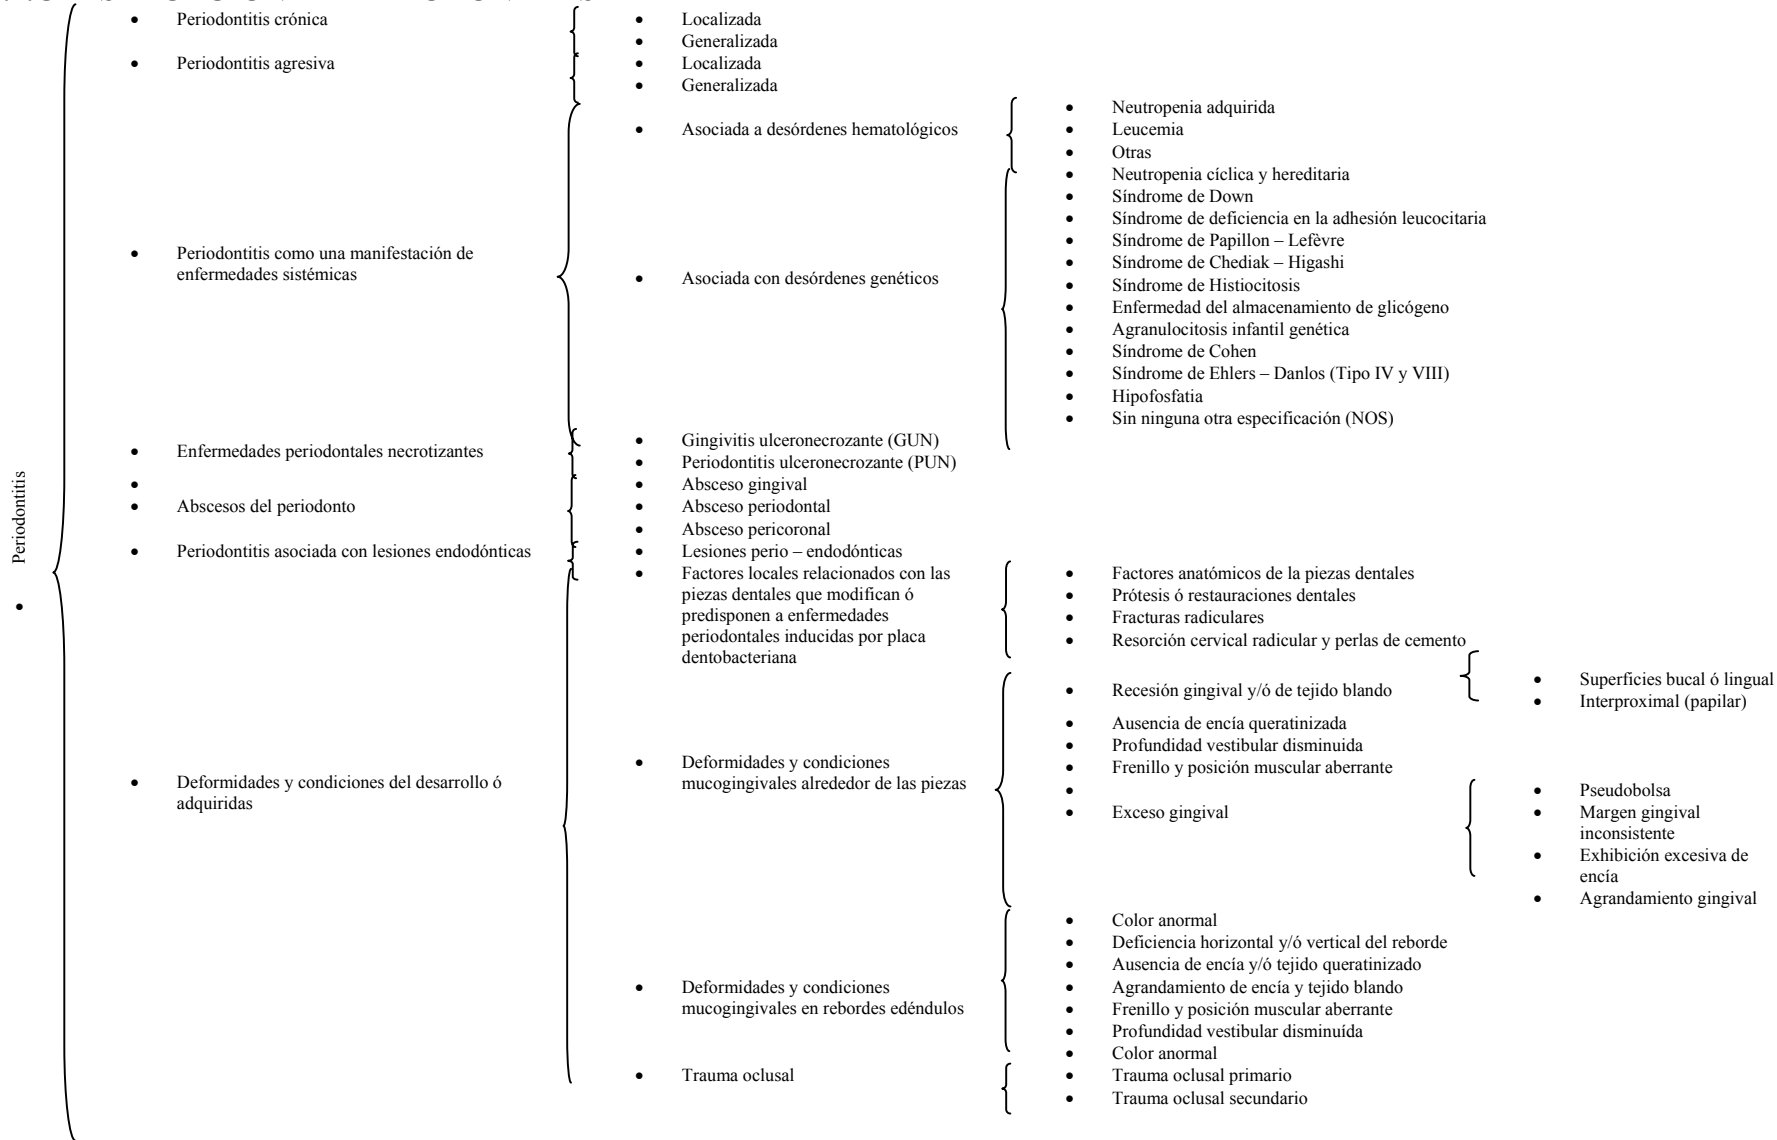 Periodontitis
Periodontitis crónica
Localizada
Generalizada
Periodontitis agresiva
Localizada
Generalizada
Periodontitis como una manifestación de
enfermedades sistémicas
Asociada a desórdenes hematológicos
Neutropenia adquirida
Leucemia
Otras
Asociada con desórdenes genéticos
Neutropenia cíclica y hereditaria
Síndrome de Down
Síndrome de deficiencia en la adhesión leucocitaria
Síndrome de Papillon – Lefèvre
Síndrome de Chediak – Higashi
Síndrome de Histiocitosis
Enfermedad del almacenamiento de glicógeno
Agranulocitosis infantil genética
Síndrome de Cohen
Síndrome de Ehlers – Danlos (Tipo IV y VIII)
Hipofosfatia
Sin ninguna otra especificación (NOS)
Enfermedades periodontales necrotizantes
Gingivitis ulceronecrozante (GUN)
Periodontitis ulceronecrozante (PUN)
Abscesos del periodonto
Absceso gingival
Absceso periodontal
Absceso pericoronal
Periodontitis asociada con lesiones endodónticas
Lesiones perio – endodónticas
Deformidades y condiciones del desarrollo ó
adquiridas
Factores locales relacionados con las
piezas dentales que modifican ó
predisponen a enfermedades
periodontales inducidas por placa
dentobacteriana
Factores anatómicos de la piezas dentales
Prótesis ó restauraciones dentales
Fracturas radiculares
Resorción cervical radicular y perlas de cemento
Deformidades y condiciones
mucogingivales alrededor de las piezas
Recesión gingival y/ó de tejido blando
Superficies bucal ó lingual
Interproximal (papilar)
Ausencia de encía queratinizada
Profundidad vestibular disminuida
Frenillo y posición muscular aberrante
Exceso gingival
Pseudobolsa
Margen gingival
inconsistente
Exhibición excesiva de
encía
Agrandamiento gingival
Color anormal
Deformidades y condiciones
mucogingivales en rebordes edéndulos
Deficiencia horizontal y/ó vertical del reborde
Ausencia de encía y/ó tejido queratinizado
Agrandamiento de encía y tejido blando
Frenillo y posición muscular aberrante
Profundidad vestibular disminuída
Color anormal
Trauma oclusal
Trauma oclusal primario
Trauma oclusal secundario